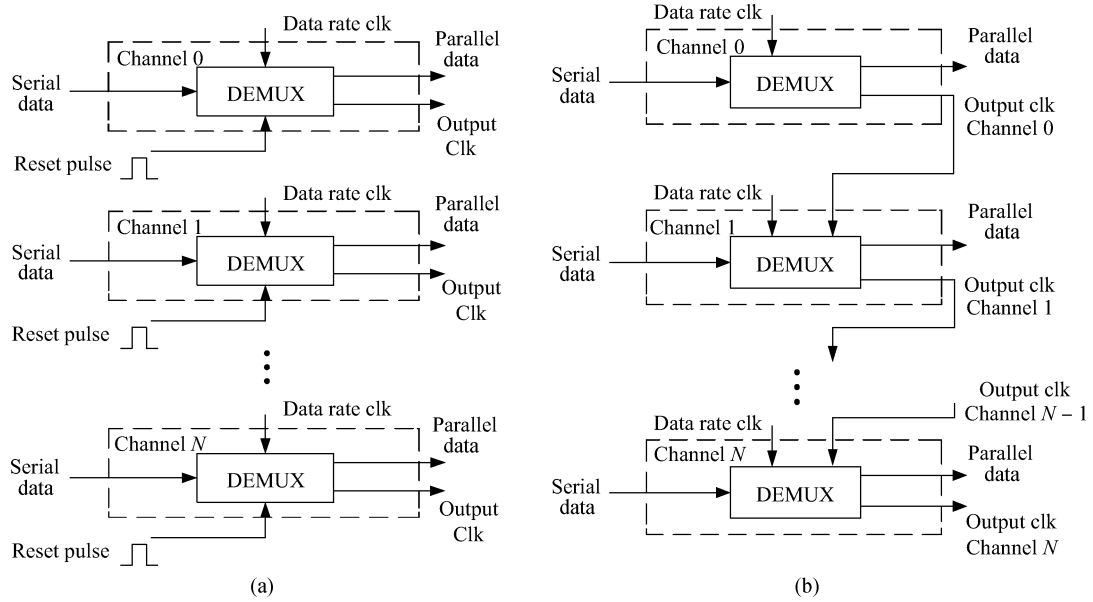 Data rate clk
Channel 0
Parallel
data
Serial
data
DEMUX
Output
Clk
Reset pulse
Data rate clk
Channel 1
Parallel
data
Serial
data
DEMUX
Output
Clk
Reset pulse
Data rate clk
Channel N
Parallel
data
Serial
data
DEMUX
Output
Clk
Reset pulse
(a)
Data rate clk
Channel 0
Parallel
data
Serial
data
DEMUX
Output clk
Channel 0
Data rate clk
Channel 1
Parallel
data
Serial
data
DEMUX
Output clk
Channel 1
Output clk
Channel N – 1
Data rate clk
Channel N
Parallel
data
Serial
data
DEMUX
Output clk
Channel N
(b)